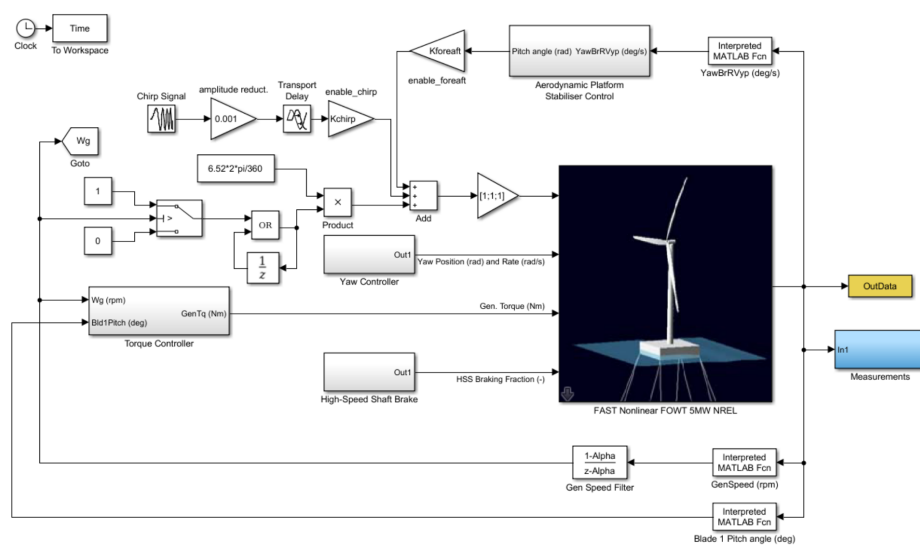 Time
Clock
To Workspace
Kforeaft
enable_foreaft
Pitch angle (rad) YawBrRVyp (deg/s)
Aerodynamic Platform
Stabiliser Control
Interpreted
MATLAB Fcn
YawBrRVyp (deg/s)
Chirp Signal
amplitude reduct.
0.001
Transport
Delay
enable_chirp
Kchirp
Wg
Goto
6.52*2*pi/360
×
Product
+
+
+
Add
[1;1;1]
1
>
0
OR
1
z
Out1
Yaw Position (rad) and Rate (rad/s)
Yaw Controller
Wg (rpm)
Bld1Pitch (deg)
GenTq (Nm)
Torque Controller
Gen. Torque (Nm)
Out1
HSS Braking Fraction (-)
High-Speed Shaft Brake
FAST Nonlinear FOWT 5MW NREL
OutData
In1
Measurements
1-Alpha
z-Alpha
Gen Speed Filter
Interpreted
MATLAB Fcn
GenSpeed (rpm)
Interpreted
MATLAB Fcn
Blade 1 Pitch angle (deg)